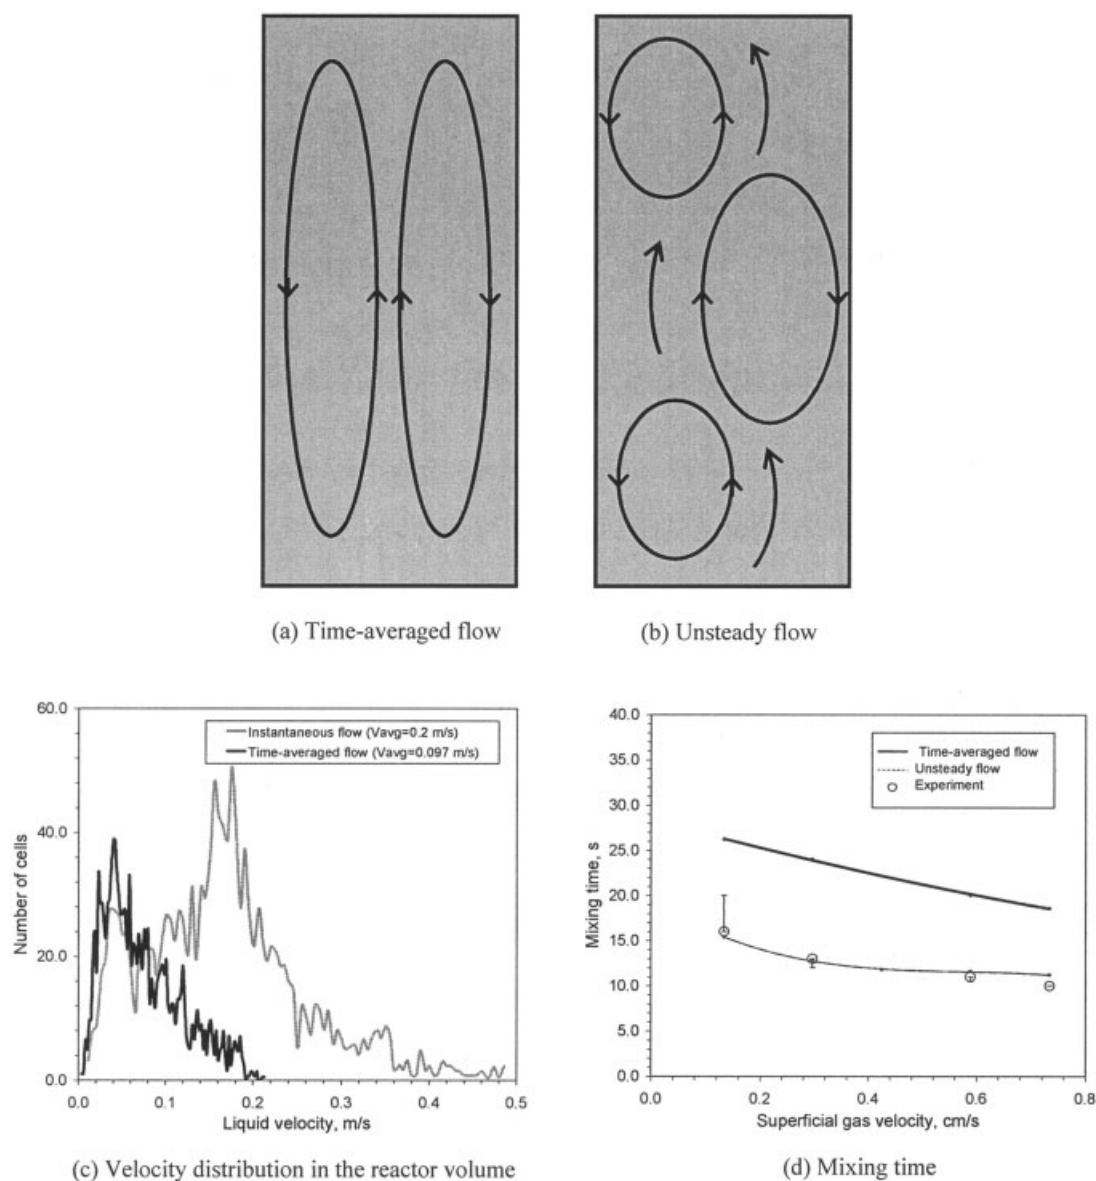 (a) Time-averaged flow
(b) Unsteady flow
60.0
40.0
20.0
0.0
Number of cells
Instantaneous flow (Vavg=0.2 m/s)
Time-averaged flow (Vavg=0.097 m/s)
0.0 0.1 0.2 0.3 0.4 0.5
Liquid velocity, m/s
(c) Velocity distribution in the reactor volume
40.0
35.0
30.0
25.0
20.0
15.0
10.0
5.0
0.0
Mixing time, s
Time-averaged flow
Unsteady flow
Experiment
0.0 0.2 0.4 0.6 0.8
Superficial gas velocity, cm/s
(d) Mixing time